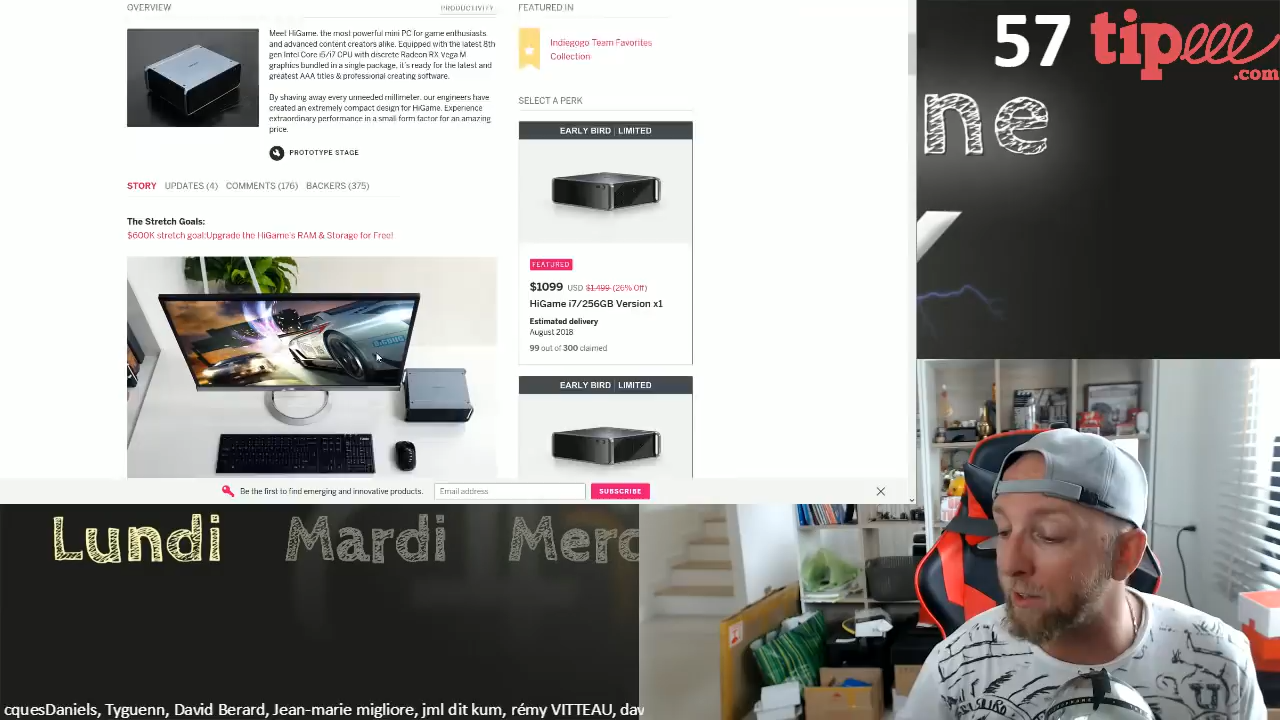 OVERVIEW
PRODUCTIVITY
Meet HiGame, the most powerful mini PC for game enthusiasts
and advanced content creators alike. Equipped with the latest 8th
gen Intel Core i5/i7 CPU with discrete Radeon RX Vega M
graphics bundled in a single package, it's ready for the latest and
greatest AAA titles & professional creating software.
By shaving away every unneeded millimeter, our engineers have
created an extremely compact design for HiGame. Experience
extraordinary performance in a small form factor for an amazing
price.
PROTOTYPE STAGE
STORY UPDATES (4) COMMENTS (176) BACKERS (375)
The Stretch Goals:
$600K stretch goal:Upgrade the HiGame's RAM & Storage for Free!
FEATURED IN
Indiegogo Team Favorites
Collection
SELECT A PERK
EARLY BIRD | LIMITED
FEATURED
$1099 USD $1,499 (26% Off)
HiGame i7/256GB Version x1
Estimated delivery
August 2018
99 out of 300 claimed
EARLY BIRD | LIMITED
Be the first to find emerging and innovative products.
Email address
SUBSCRIBE
57 tipeee
.com
ne
Lundi Mardi Merc
cquesDaniels, Tyguenn, David Berard, Jean-marie migliore, jml dit kum, rémy VITTEAU, dav